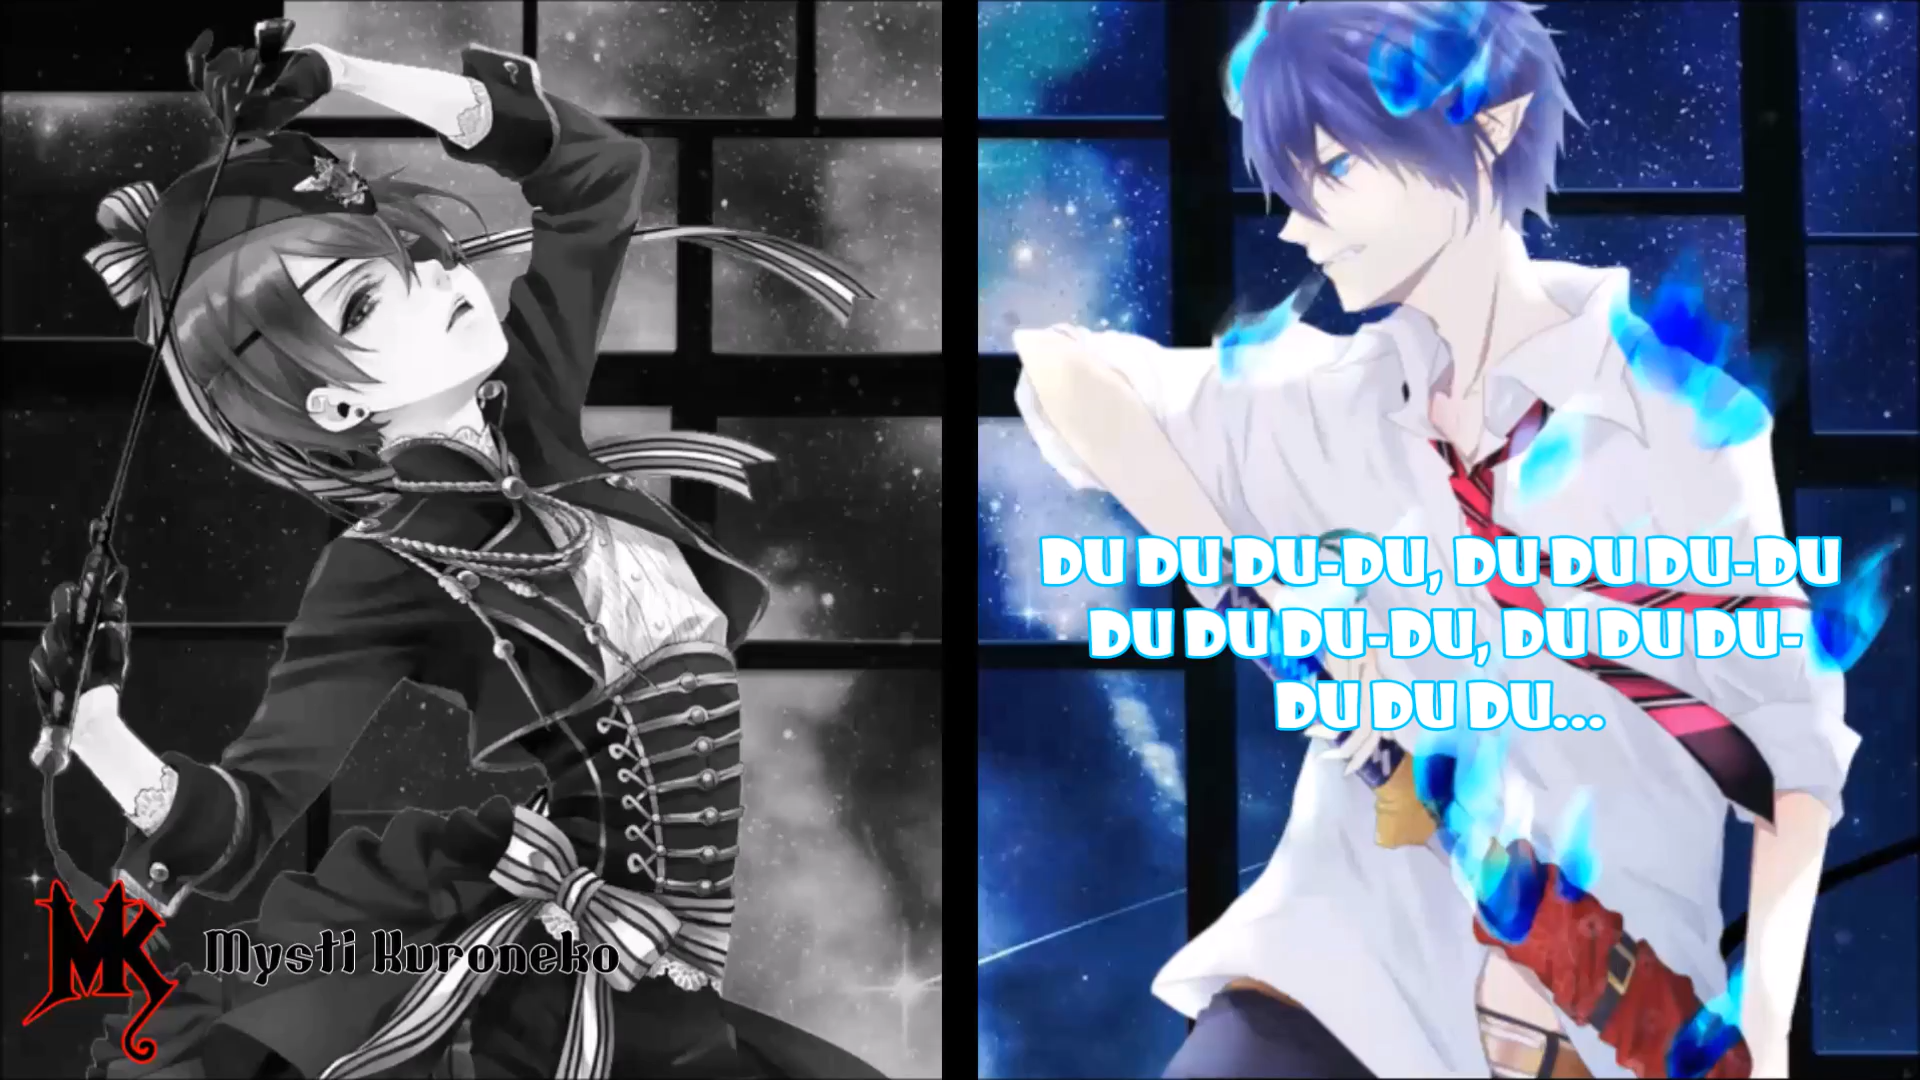 DU DU DU-DU, DU DU DU-DU
DU DU DU-DU, DU DU DU-
DU DU DU...
MK
Mysti Kuroneko